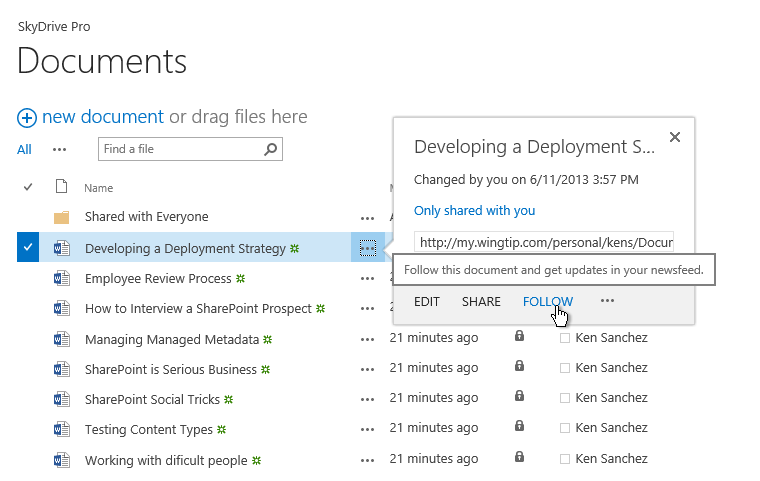 SkyDrive Pro
Documents
new document or drag files here
All ••• Find a file
Name
Shared with Everyone
Developing a Deployment Strategy
Employee Review Process
How to Interview a SharePoint Prospect
Managing Managed Metadata 21 minutes ago Ken Sanchez
SharePoint is Serious Business 21 minutes ago Ken Sanchez
SharePoint Social Tricks 21 minutes ago Ken Sanchez
Testing Content Types 21 minutes ago Ken Sanchez
Working with dificult people 21 minutes ago Ken Sanchez
Developing a Deployment S...
Changed by you on 6/11/2013 3:57 PM
Only shared with you
http://my.wingtip.com/personal/kens/Docur
Follow this document and get updates in your newsfeed.
EDIT SHARE FOLLOW •••